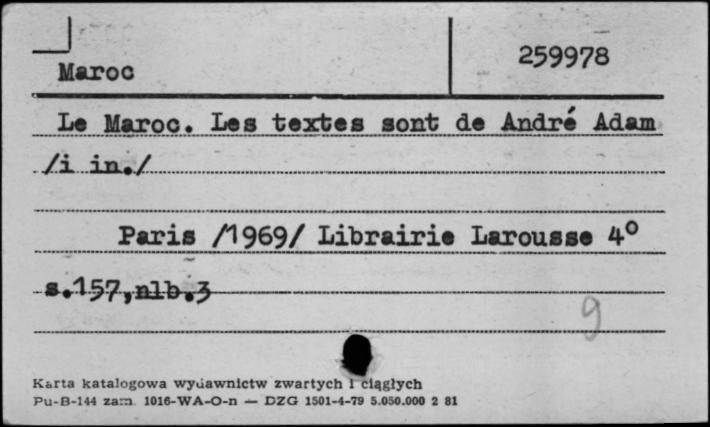 259978
Maroc
Le Maroc. Les textes sont de André Adam
/i in./
Paris /1969/ Librairie Larousse 4°
s.157,nlb.3
9
Karta katalogowa wydawnictw zwartych i ciągłych
Pu-B-144 zam. 1016-WA-O-n — DZG 1501-4-79 5.050.000 2 81